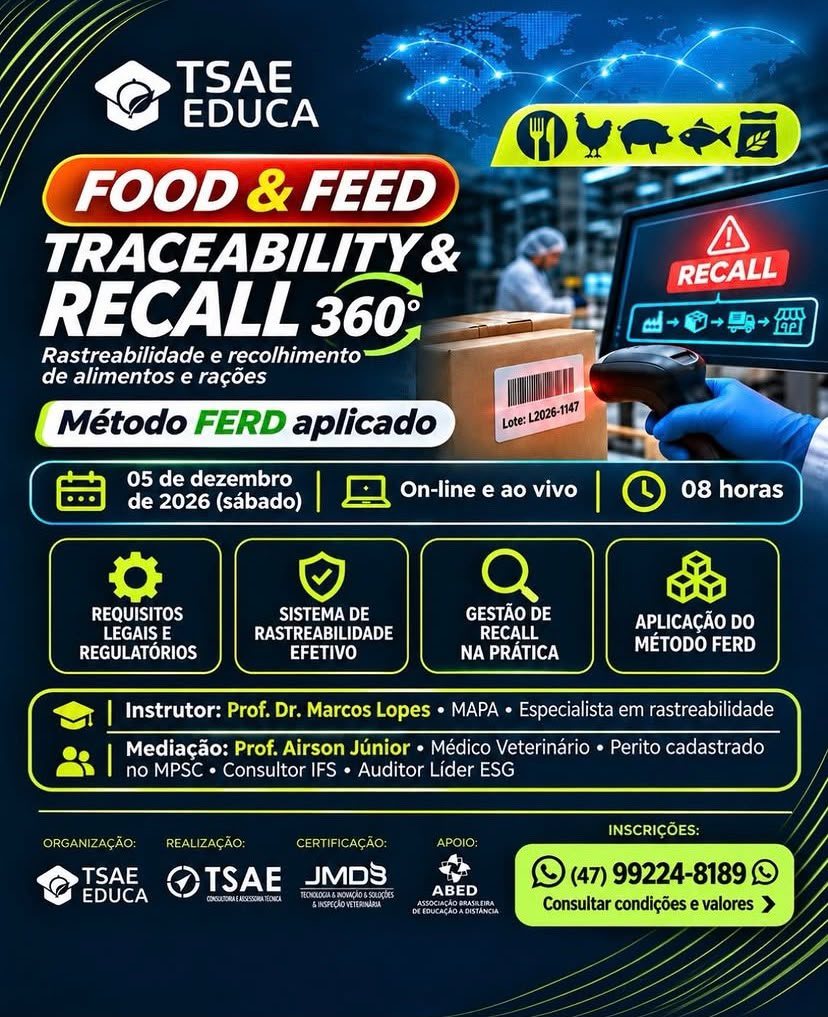 TSAE
EDUCA
FOOD & FEED
TRACEABILITY &
RECALL 360°
Rastreabilidade e recolhimento
de alimentos e rações
Método FERD aplicado
RECALL
Lote: L2026-1147
05 de dezembro
de 2026 (sábado)
On-line e ao vivo
08 horas
REQUISITOS
LEGAIS E
REGULATÓRIOS
SISTEMA DE
RASTREABILIDADE
EFETIVO
GESTÃO DE
RECALL
NA PRÁTICA
APLICAÇÃO DO
MÉTODO FERD
Instrutor: Prof. Dr. Marcos Lopes • MAPA • Especialista em rastreabilidade
Mediação: Prof. Airson Júnior • Médico Veterinário • Perito cadastrado
no MPSC • Consultor IFS • Auditor Líder ESG
ORGANIZAÇÃO:
TSAE
EDUCA
REALIZAÇÃO:
TSAE
CONSULTORIA E ASSESSORIA TÉCNICA
CERTIFICAÇÃO:
JMDS
TECNOLOGIA & INOVAÇÃO & SOLUÇÕES
& INSPEÇÃO VETERINÁRIA
APOIO:
ABED
ASSOCIAÇÃO BRASILEIRA
DE EDUCAÇÃO A DISTÂNCIA
INSCRIÇÕES:
(47) 99224-8189
Consultar condições e valores